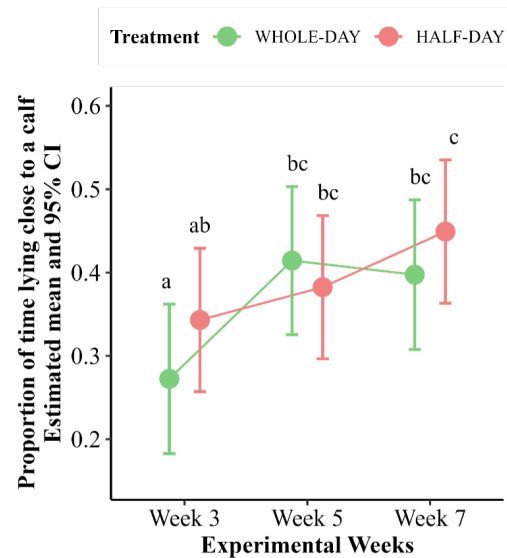 Treatment WHOLE-DAY HALF-DAY
Proportion of time lying close to a calf
Estimated mean and 95% CI
0.6
0.5
0.4
0.3
0.2
a
ab
bc
bc
bc
c
Week 3 Week 5 Week 7
Experimental Weeks